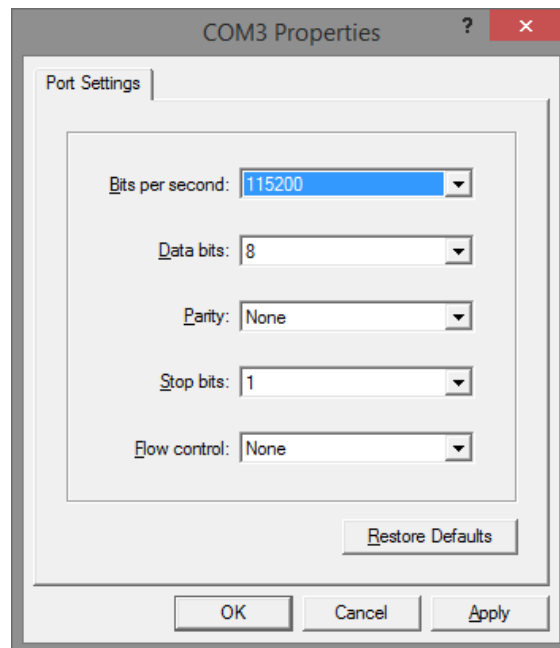 COM3 Properties ? ×
Port Settings
Bits per second: 115200
Data bits: 8
Parity: None
Stop bits: 1
Flow control: None
Restore Defaults
OK Cancel Apply